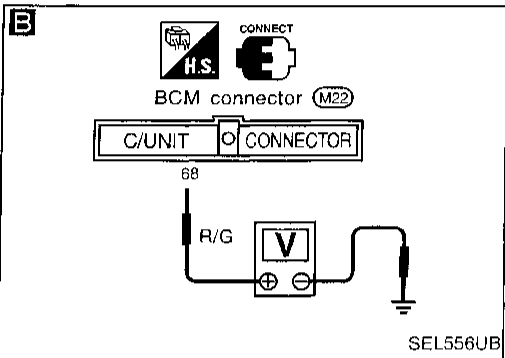 B
CONNECT
H.S.
BCM connector M22
C/UNIT CONNECTOR
68
R/G
V
SEL556UB